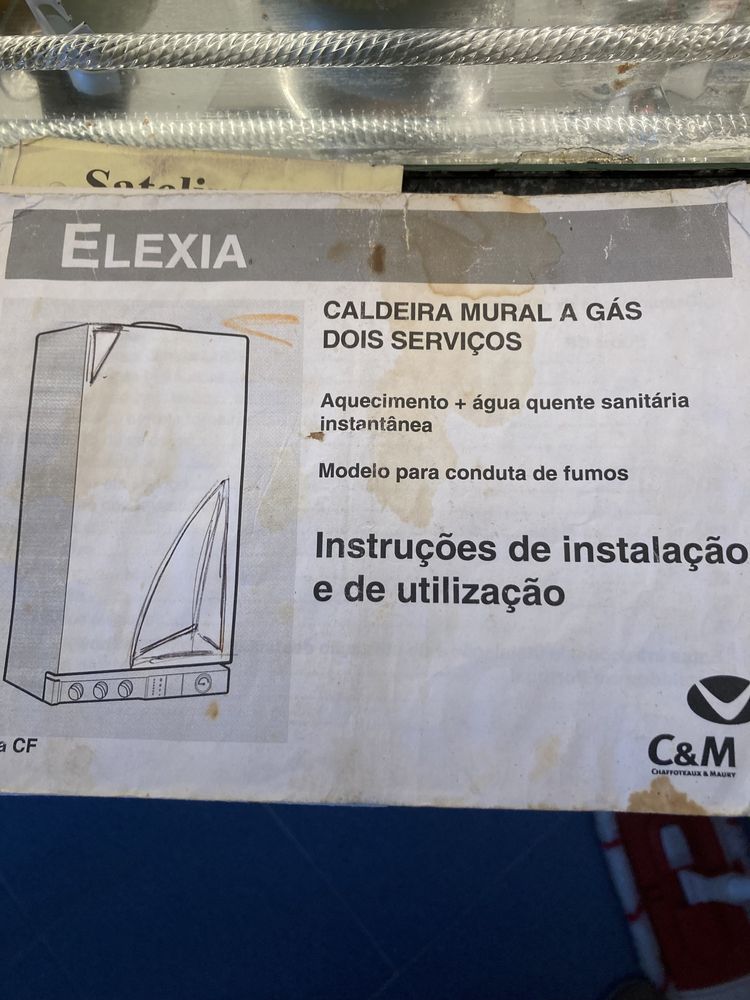 ELEXIA
CALDEIRA MURAL A GÁS
DOIS SERVIÇOS
Aquecimento + água quente sanitária
instantânea
Modelo para conduta de fumos
Instruções de instalação
e de utilização
a CF
C&M
CHAFFOTEAUX & MAURY